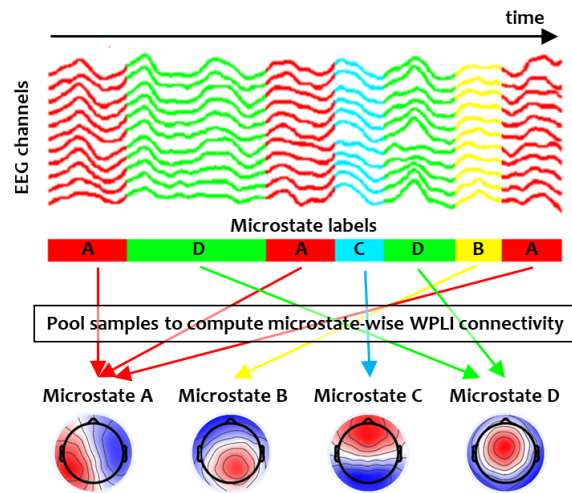 time
EEG channels
Microstate labels
A D A C D B A
Pool samples to compute microstate-wise WPLI connectivity
Microstate A Microstate B Microstate C Microstate D